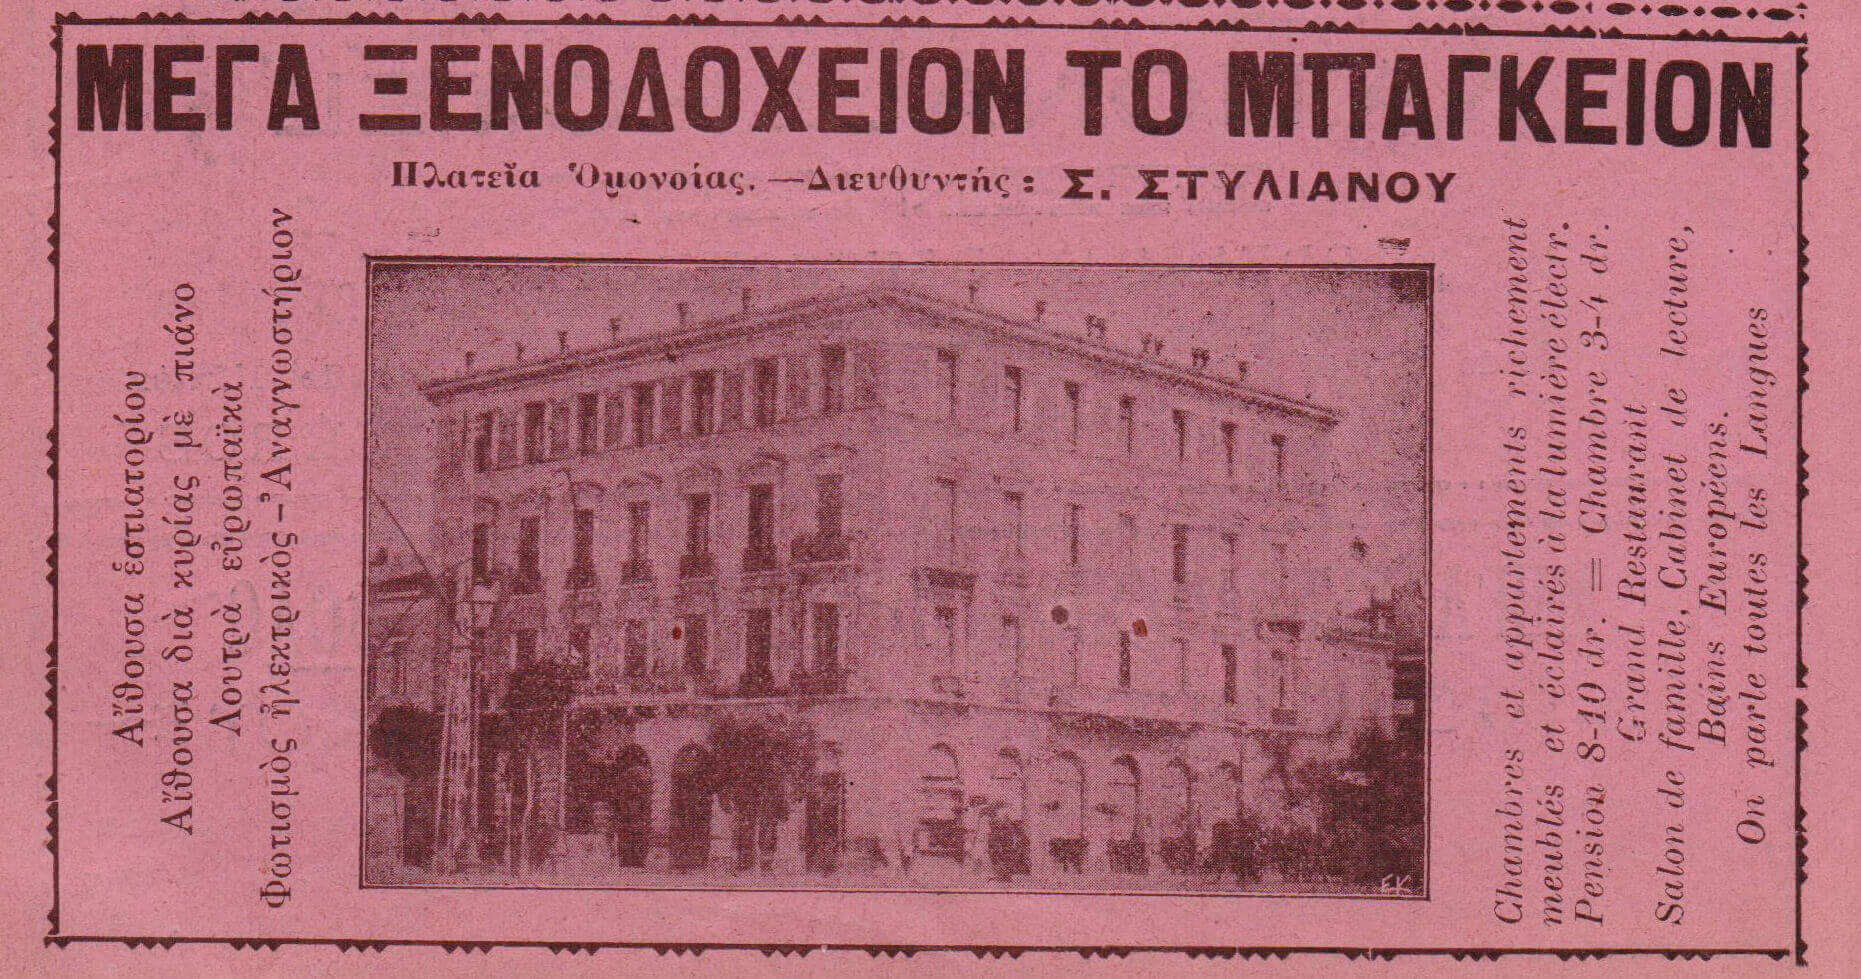 ΜΕΓΑ ΞΕΝΟΔΟΧΕΙΟΝ ΤΟ ΜΠΑΓΚΕΙΟΝ
Πλατεῖα Ὁμονοίας. —Διευθυντής: Σ. ΣΤΥΛΙΑΝΟΥ
Αἴθουσα ἑστιατορίου
Αἴθουσα διὰ κυρίας μὲ πιάνο
Λουτρὰ εὐρωπαϊκὰ
Φωτισμὸς ἠλεκτρικὸς - Ἀναγνωστήριον
Chambres et appartements richement
meublés et éclairés à la lumière électr.
Pension 8-10 dr. = Chambre 3-4 dr.
Grand Restaurant
Salon de famille, Cabinet de lecture,
Bains Européens.
On parle toutes les Langues
EK